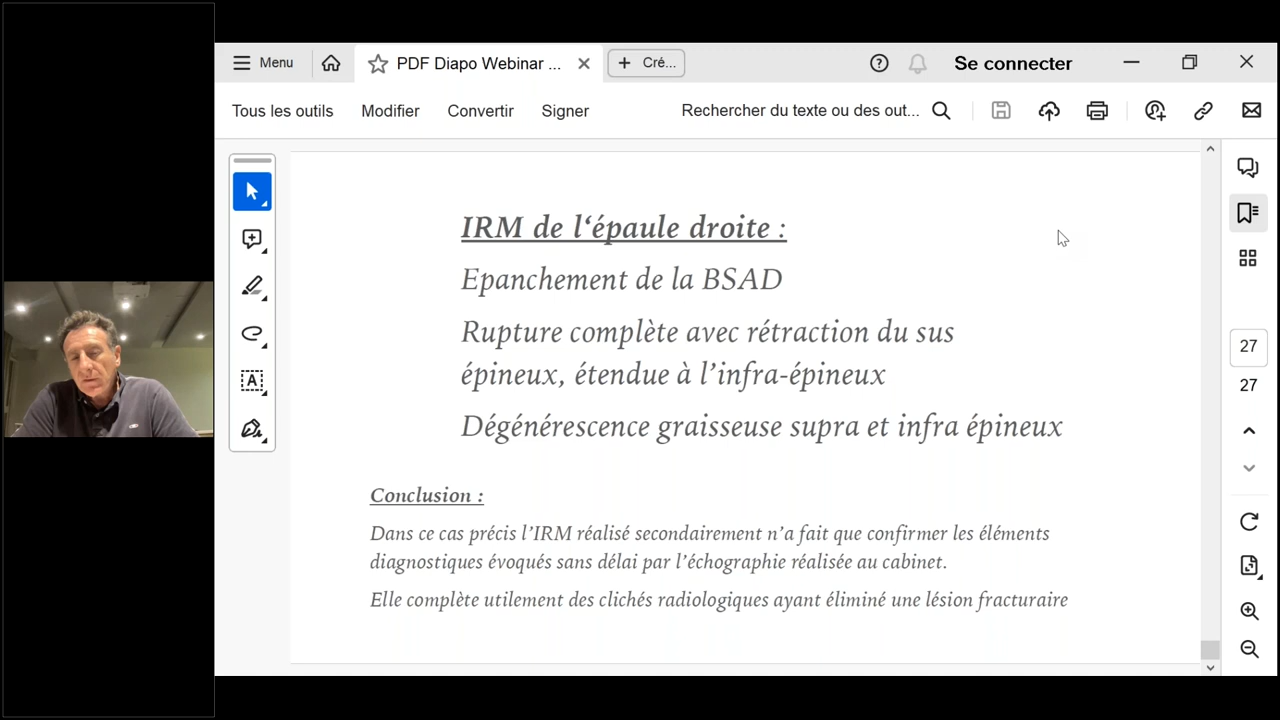 Menu
PDF Diapo Webinar ...
Cré...
Se connecter
Tous les outils
Modifier
Convertir
Signer
Rechercher du texte ou des out...
IRM de l‘épaule droite :
Epanchement de la BSAD
Rupture complète avec rétraction du sus
épineux, étendue à l’infra-épineux
Dégénérescence graisseuse supra et infra épineux
Conclusion :
Dans ce cas précis l’IRM réalisé secondairement n’a fait que confirmer les éléments
diagnostiques évoqués sans délai par l’échographie réalisée au cabinet.
Elle complète utilement des clichés radiologiques ayant éliminé une lésion fracturaire
27
27